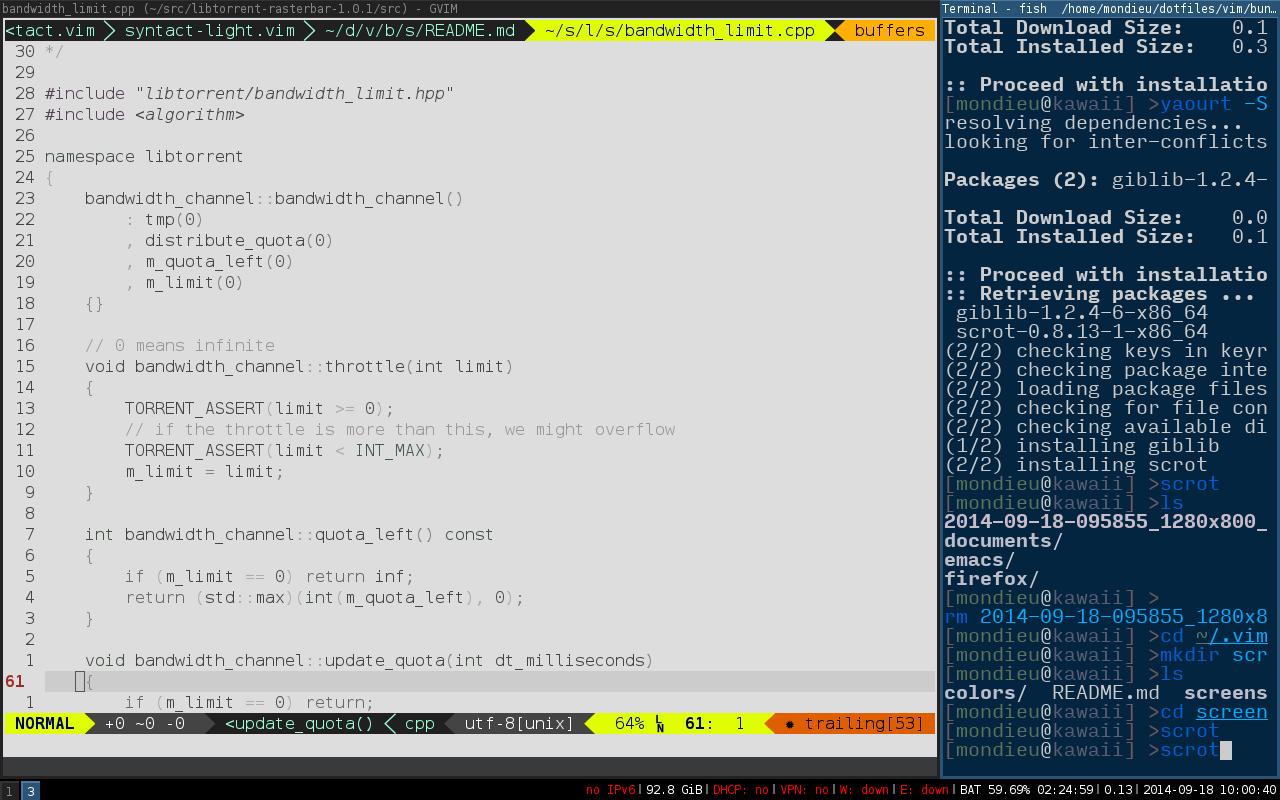 bandwidth_limit.cpp (~/src/libtorrent-rasterbar-1.0.1/src) - GVIM
<tact.vim syntact-light.vim ~/d/v/b/s/README.md ~/s/l/s/bandwidth_limit.cpp buffers
30 */
29
28 #include "libtorrent/bandwidth_limit.hpp"
27 #include <algorithm>
26
25 namespace libtorrent
24 {
23     bandwidth_channel::bandwidth_channel()
22         : tmp(0)
21         , distribute_quota(0)
20         , m_quota_left(0)
19         , m_limit(0)
18     {}
17
16     // 0 means infinite
15     void bandwidth_channel::throttle(int limit)
14     {
13         TORRENT_ASSERT(limit >= 0);
12         // if the throttle is more than this, we might overflow
11         TORRENT_ASSERT(limit < INT_MAX);
10         m_limit = limit;
9     }
8
7     int bandwidth_channel::quota_left() const
6     {
5         if (m_limit == 0) return inf;
4         return (std::max)(int(m_quota_left), 0);
3     }
2
1     void bandwidth_channel::update_quota(int dt_milliseconds)
61     {
1         if (m_limit == 0) return;
NORMAL +0 ~0 -0 <update_quota() cpp utf-8[unix] 64% LN 61: 1 ✹ trailing[53]
Terminal - fish  /home/mondieu/dotfiles/vim/bun...
Total Download Size:    0.1
Total Installed Size:   0.3
:: Proceed with installatio
[mondieu@kawaii] >yaourt -S
resolving dependencies...
looking for inter-conflicts
Packages (2): giblib-1.2.4-
Total Download Size:    0.0
Total Installed Size:   0.1
:: Proceed with installatio
:: Retrieving packages ...
giblib-1.2.4-6-x86_64
scrot-0.8.13-1-x86_64
(2/2) checking keys in keyr
(2/2) checking package inte
(2/2) loading package files
(2/2) checking for file con
(2/2) checking available di
(1/2) installing giblib
(2/2) installing scrot
[mondieu@kawaii] >scrot
[mondieu@kawaii] >ls
2014-09-18-095855_1280x800_
documents/
emacs/
firefox/
[mondieu@kawaii] >
rm 2014-09-18-095855_1280x8
[mondieu@kawaii] >cd ~/.vim
[mondieu@kawaii] >mkdir scr
[mondieu@kawaii] >ls
colors/  README.md  screens
[mondieu@kawaii] >cd screen
[mondieu@kawaii] >scrot
[mondieu@kawaii] >scrot
1 3 no IPv6| 92.8 GiB| DHCP: no| VPN: no| W: down| E: down| BAT 59.69% 02:24:59| 0.13| 2014-09-18 10:00:40